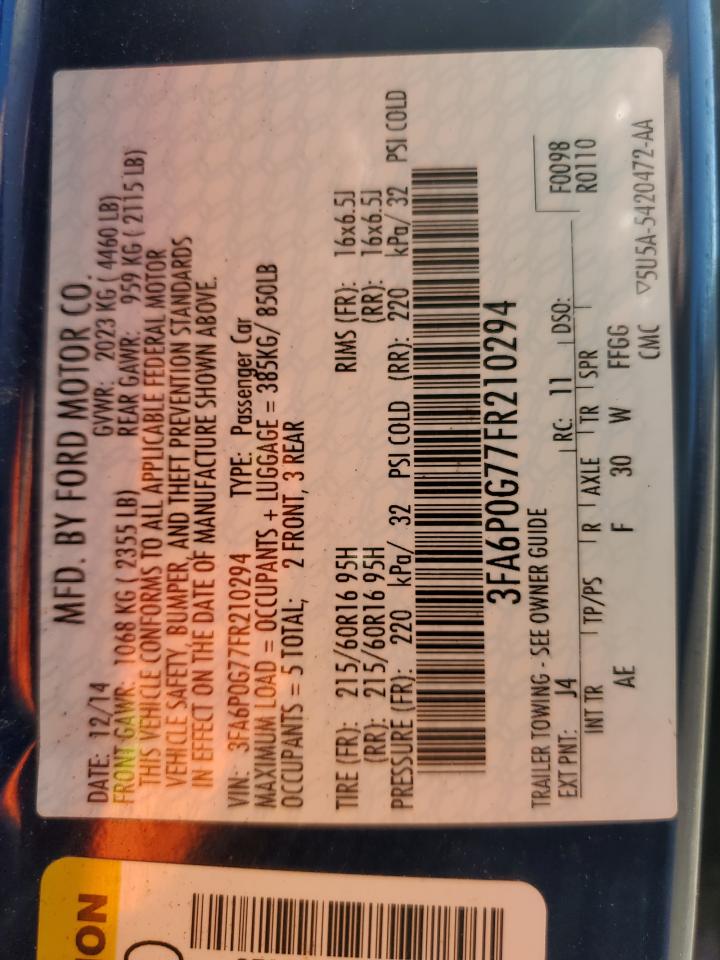 MFD. BY FORD MOTOR CO.
DATE: 12/14 GVWR: 2023 KG ( 4460 LB)
FRONT GAWR: 1068 KG ( 2355 LB) REAR GAWR: 959 KG ( 2115 LB)
THIS VEHICLE CONFORMS TO ALL APPLICABLE FEDERAL MOTOR
VEHICLE SAFETY, BUMPER, AND THEFT PREVENTION STANDARDS
IN EFFECT ON THE DATE OF MANUFACTURE SHOWN ABOVE.
VIN: 3FA6P0G77FR210294 TYPE: Passenger Car
MAXIMUM LOAD = OCCUPANTS + LUGGAGE = 385KG/ 850LB
OCCUPANTS = 5 TOTAL; 2 FRONT, 3 REAR
TIRE (FR): 215/60R16 95H RIMS (FR): 16x6.5J
(RR): 215/60R16 95H (RR): 16x6.5J
PRESSURE (FR): 220 kPa/ 32 PSI COLD (RR): 220 kPa/ 32 PSI COLD
3FA6P0G77FR210294
TRAILER TOWING - SEE OWNER GUIDE
F0098
EXT PNT: J4 RC: 11 DSO: R0110
INT TR TP/PS R AXLE TR SPR
AE F 30 W FFGG
CMC ▽5U5A-5420472-AA
ION